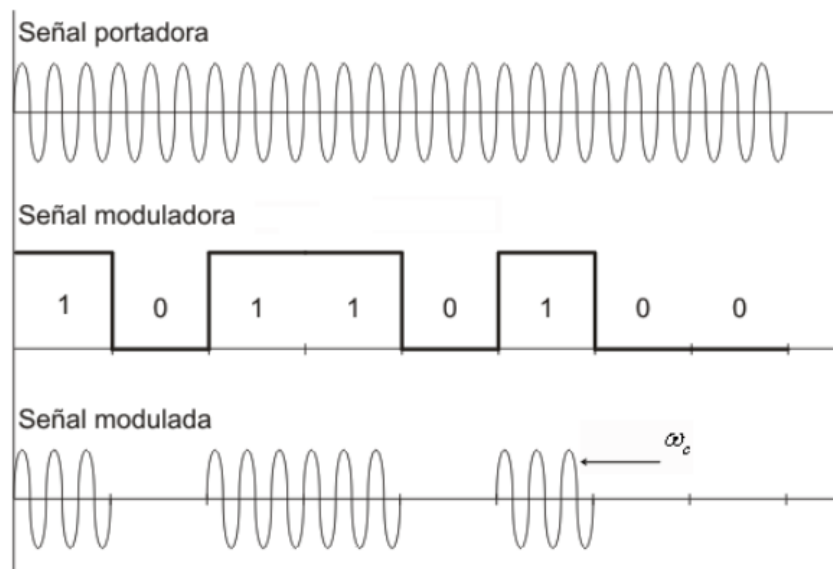 Señal portadora
Señal moduladora
1 0 1 1 0 1 0 0
Señal modulada
ω_c